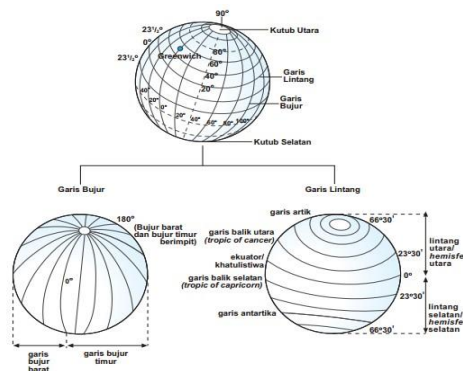 90°
Kutub Utara
23½°
0°
23½°
Greenwich
80°
60°
40°
20°
Garis
Lintang
Garis
Bujur
40°
20°
0°
20°
40°
60°
80°
100°
Kutub Selatan
Garis Bujur
Garis Lintang
180°
(Bujur barat
dan bujur timur
berimpit)
0°
garis
bujur
barat
garis bujur
timur
garis artik
66°30'
garis balik utara
(tropic of cancer)
23°30'
ekuator/
khatulistiwa
0°
garis balik selatan
(tropic of capricorn)
23°30'
garis antartika
66°30'
lintang
utara/
hemisfer
utara
lintang
selatan/
hemisfer
selatan